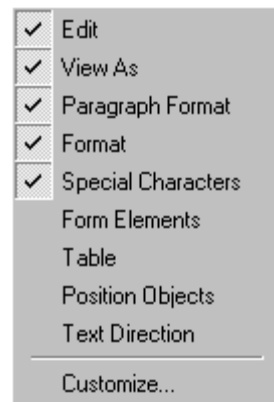 Edit
View As
Paragraph Format
Format
Special Characters
Form Elements
Table
Position Objects
Text Direction
Customize...